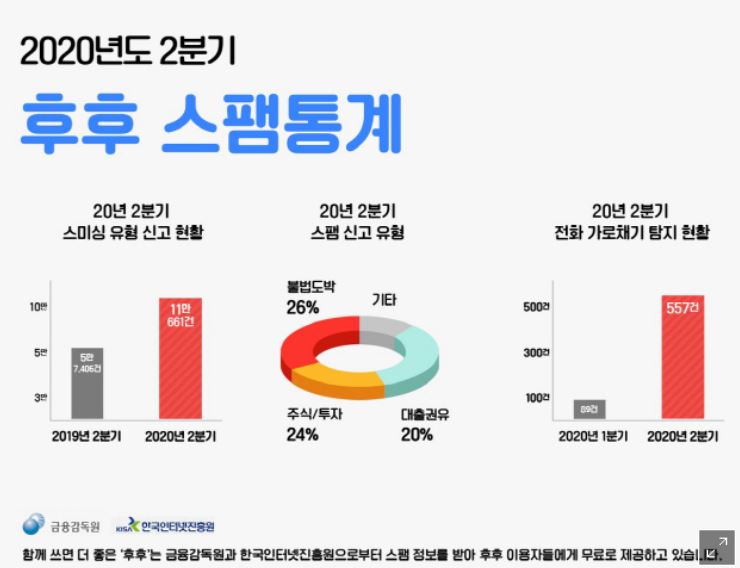 2020년도 2분기
후후 스팸통계
20년 2분기
스미싱 유형 신고 현황
10만
5만
3만
5만
7,406건
11만
661건
2019년 2분기
2020년 2분기
20년 2분기
스팸 신고 유형
불법도박
26%
기타
주식/투자
24%
대출권유
20%
20년 2분기
전화 가로채기 탐지 현황
500건
300건
100건
89건
557건
2020년 1분기
2020년 2분기
금융감독원
KISA 한국인터넷진흥원
함께 쓰면 더 좋은 '후후'는 금융감독원과 한국인터넷진흥원으로부터 스팸 정보를 받아 후후 이용자들에게 무료로 제공하고 있습니다.